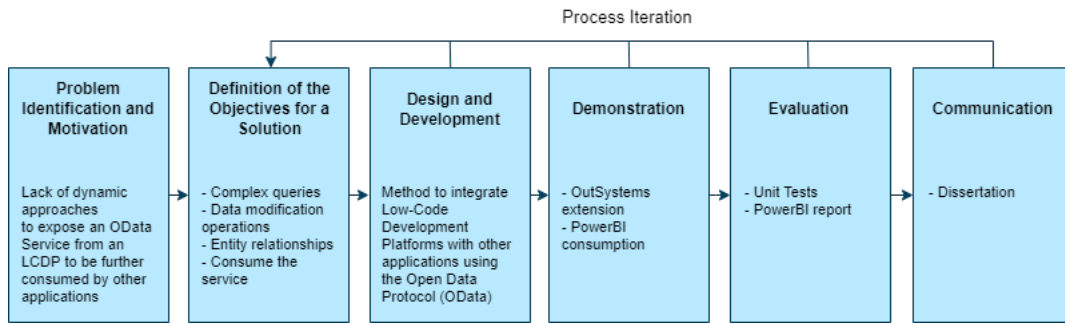 Process Iteration
Problem
Identification and
Motivation
Lack of dynamic
approaches
to expose an OData
Service from an
LCDP to be further
consumed by other
applications
Definition of the
Objectives for a
Solution
- Complex queries
- Data modification
operations
- Entity relationships
- Consume the
service
Design and
Development
Method to integrate
Low-Code
Development
Platforms with other
applications using
the Open Data
Protocol (OData)
Demonstration
- OutSystems
extension
- PowerBI
consumption
Evaluation
- Unit Tests
- PowerBI report
Communication
- Dissertation